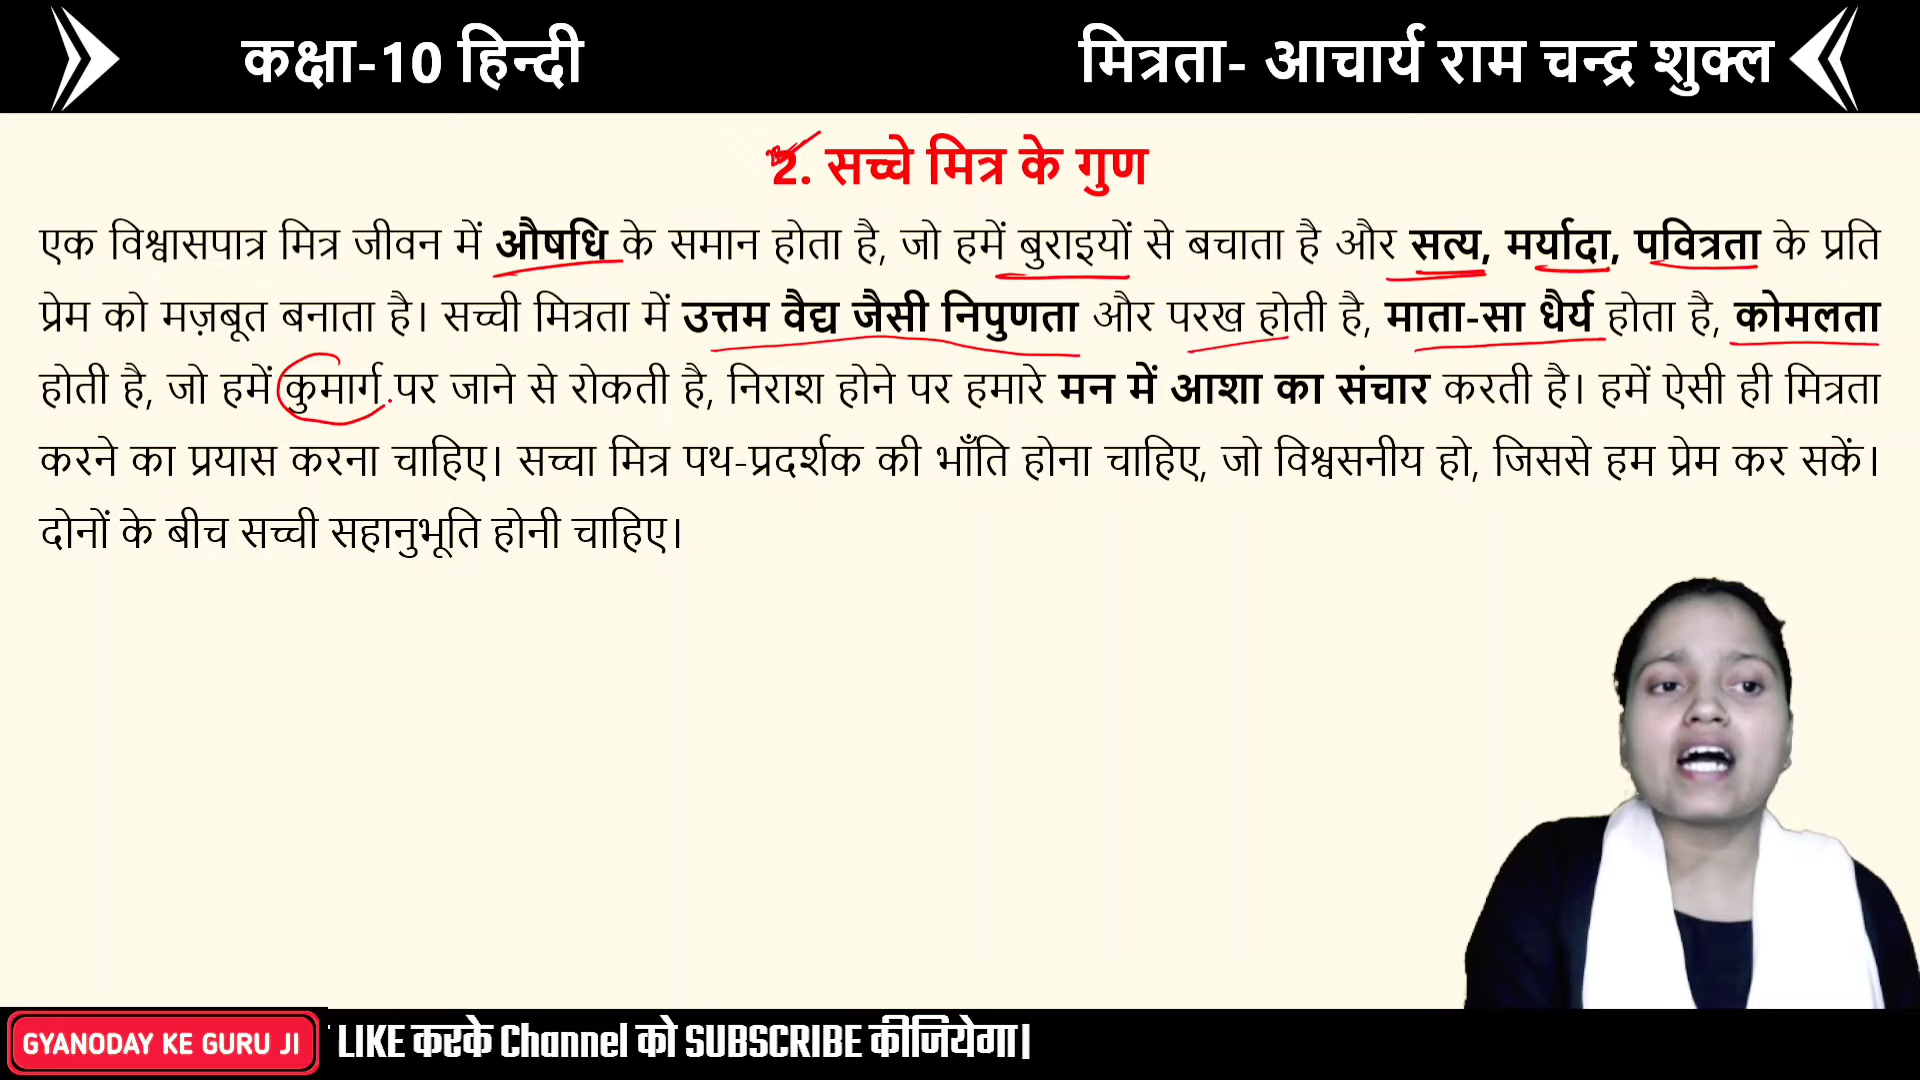 कक्षा-10 हिन्दी
मित्रता- आचार्य राम चन्द्र शुक्ल
2. सच्चे मित्र के गुण
एक विश्वासपात्र मित्र जीवन में औषधि के समान होता है, जो हमें बुराइयों से बचाता है और सत्य, मर्यादा, पवित्रता के प्रति
प्रेम को मज़बूत बनाता है। सच्ची मित्रता में उत्तम वैद्य जैसी निपुणता और परख होती है, माता-सा धैर्य होता है, कोमलता
होती है, जो हमें कुमार्ग पर जाने से रोकती है, निराश होने पर हमारे मन में आशा का संचार करती है। हमें ऐसी ही मित्रता
करने का प्रयास करना चाहिए। सच्चा मित्र पथ-प्रदर्शक की भाँति होना चाहिए, जो विश्वसनीय हो, जिससे हम प्रेम कर सकें।
दोनों के बीच सच्ची सहानुभूति होनी चाहिए।
GYANODAY KE GURU JI
LIKE करके Channel को SUBSCRIBE कीजियेगा।